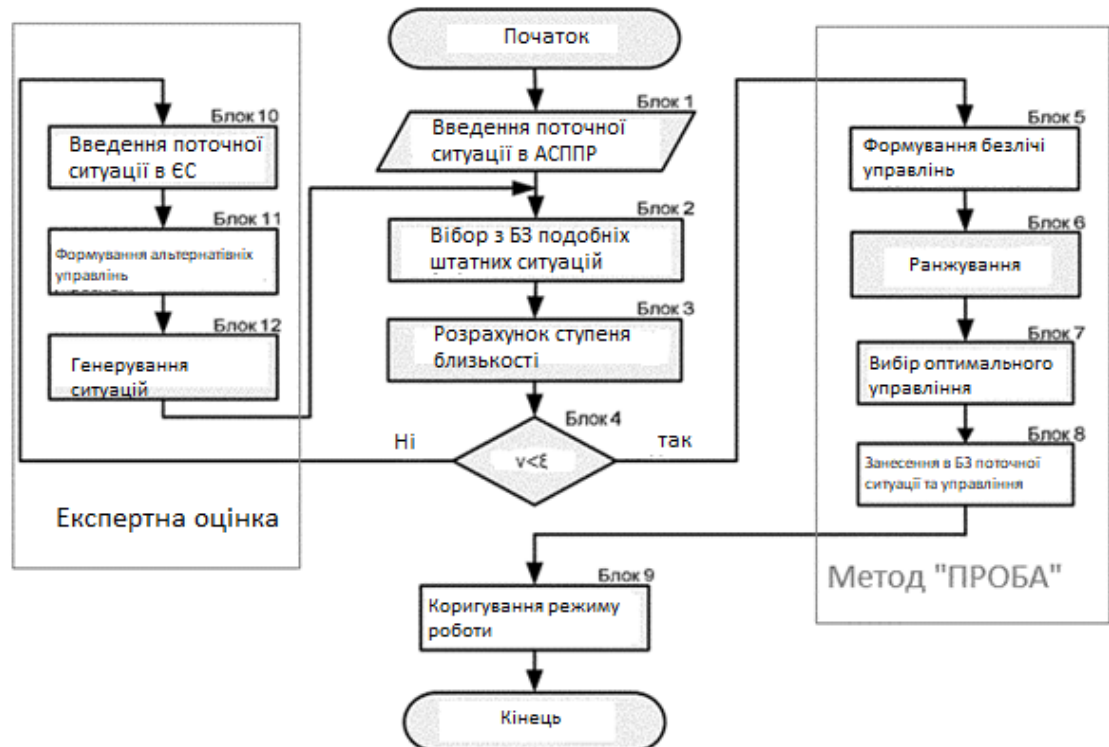 Початок
Блок 1
Введення поточної
ситуації в АСППР
Блок 2
Вібор з БЗ подобніх
штатних ситуацій
Блок 3
Розрахунок ступеня
близькості
Блок 4
v<ξ
Ні
так
Блок 10
Введення поточної
ситуації в ЄС
Блок 11
Формування альтернативніх
управлінь
Блок 12
Генерування
ситуацій
Експертна оцінка
Блок 5
Формування безлічі
управлінь
Блок 6
Ранжування
Блок 7
Вибір оптимального
управління
Блок 8
Занесення в БЗ поточної
ситуації та управління
Метод "ПРОБА"
Блок 9
Коригування режиму
роботи
Кінець